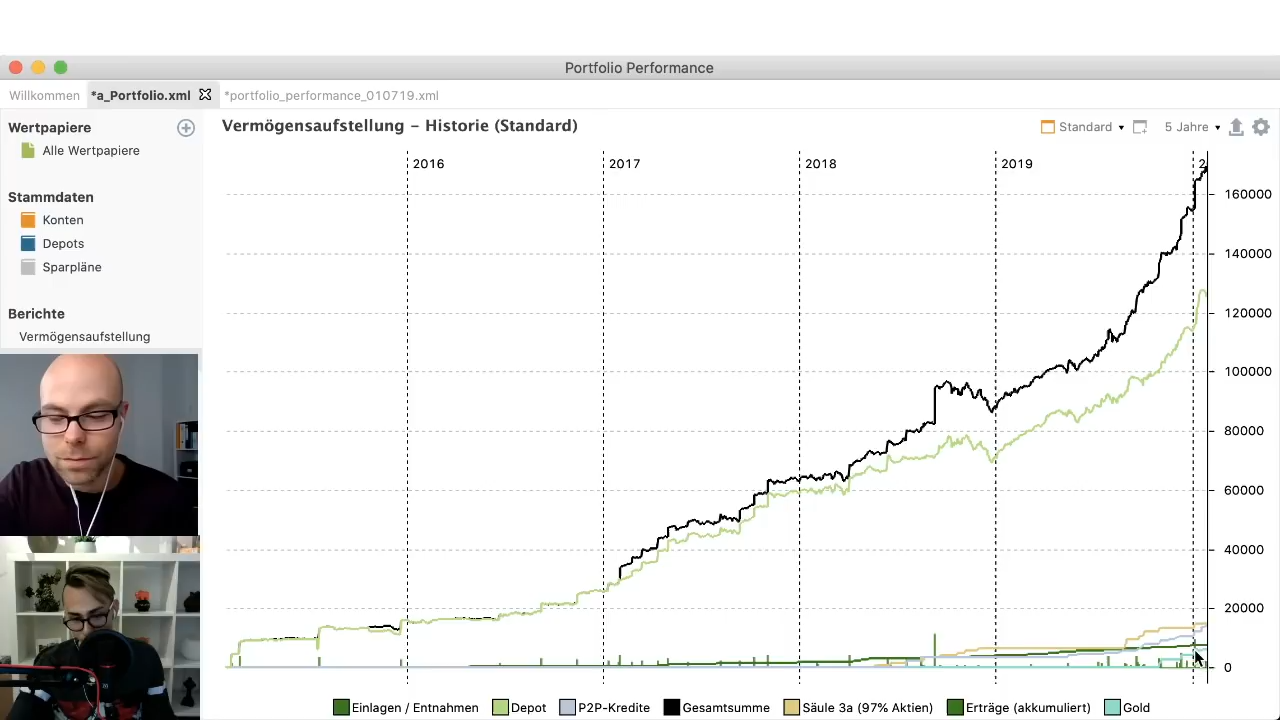 Portfolio Performance
Willkommen *a_Portfolio.xml *portfolio_performance_010719.xml
Wertpapiere
Alle Wertpapiere
Stammdaten
Konten
Depots
Sparpläne
Berichte
Vermögensaufstellung
Vermögensaufstellung – Historie (Standard)
Standard 5 Jahre
2016 2017 2018 2019 2
160000
140000
120000
100000
80000
60000
40000
20000
0
Einlagen / Entnahmen Depot P2P-Kredite Gesamtsumme Säule 3a (97% Aktien) Erträge (akkumuliert) Gold